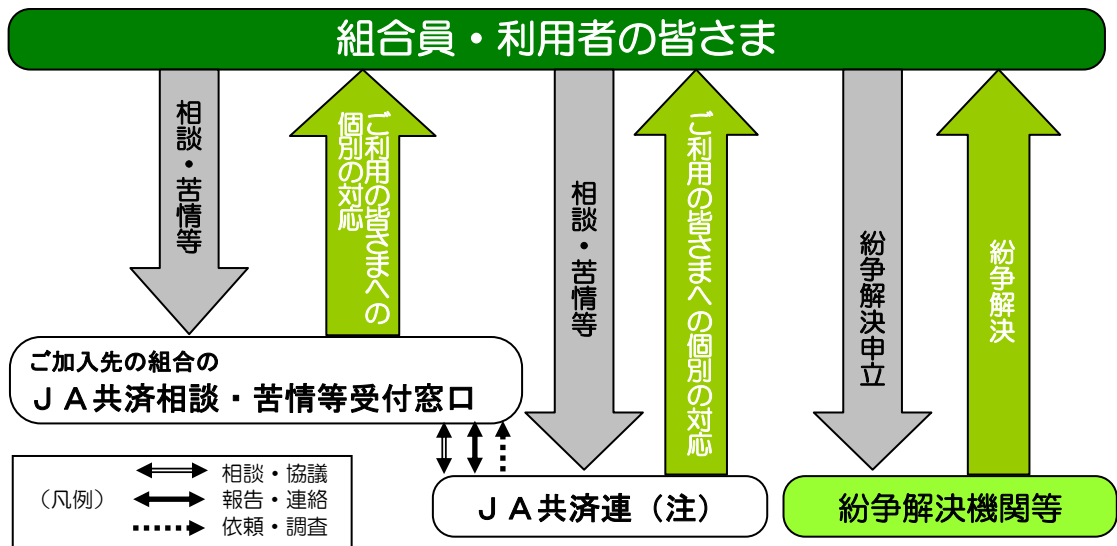 組合員・利用者の皆さま
相談・苦情等
ご利用の皆さまへの
個別の対応
相談・苦情等
ご利用の皆さまへの個別の対応
紛争解決申立
紛争解決
ご加入先の組合の
ＪＡ共済相談・苦情等受付窓口
（凡例）
相談・協議
報告・連絡
依頼・調査
ＪＡ共済連（注）
紛争解決機関等